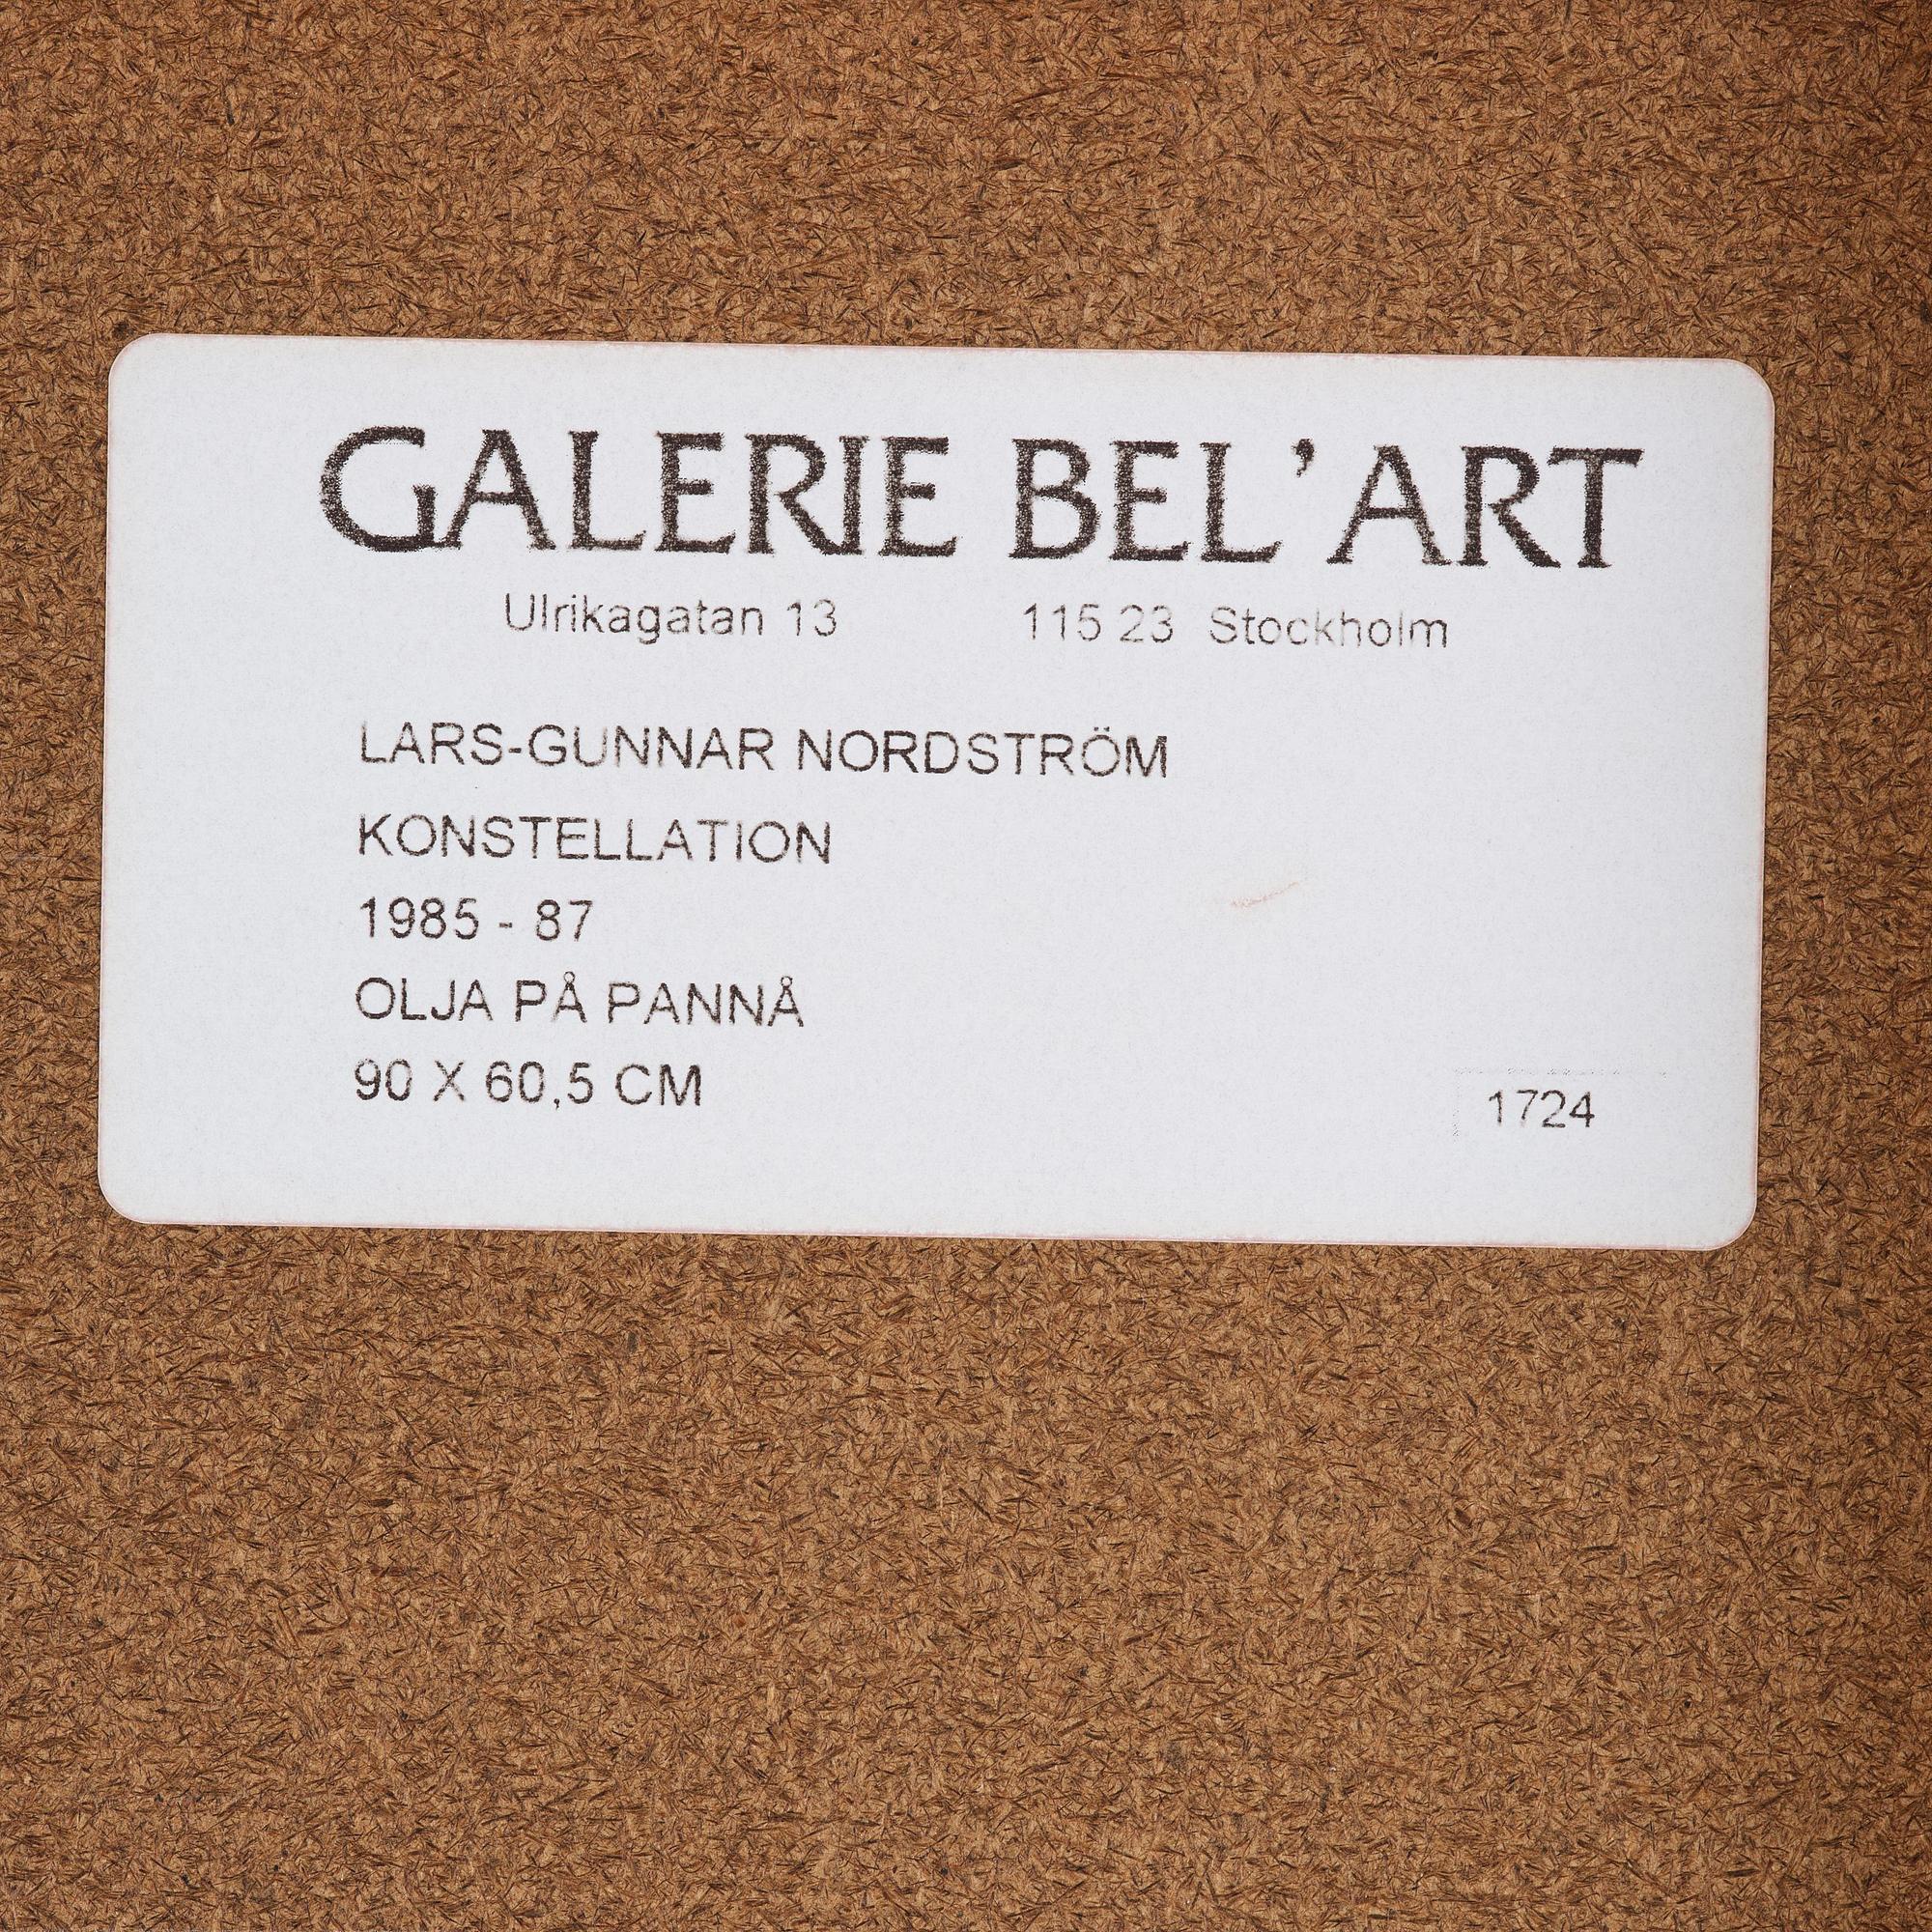 GALERIE BEL'ART
Ulrikagatan 13 115 23 Stockholm
LARS-GUNNAR NORDSTRÖM
KONSTELLATION
1985 - 87
OLJA PÅ PANNÅ
90 X 60,5 CM
1724